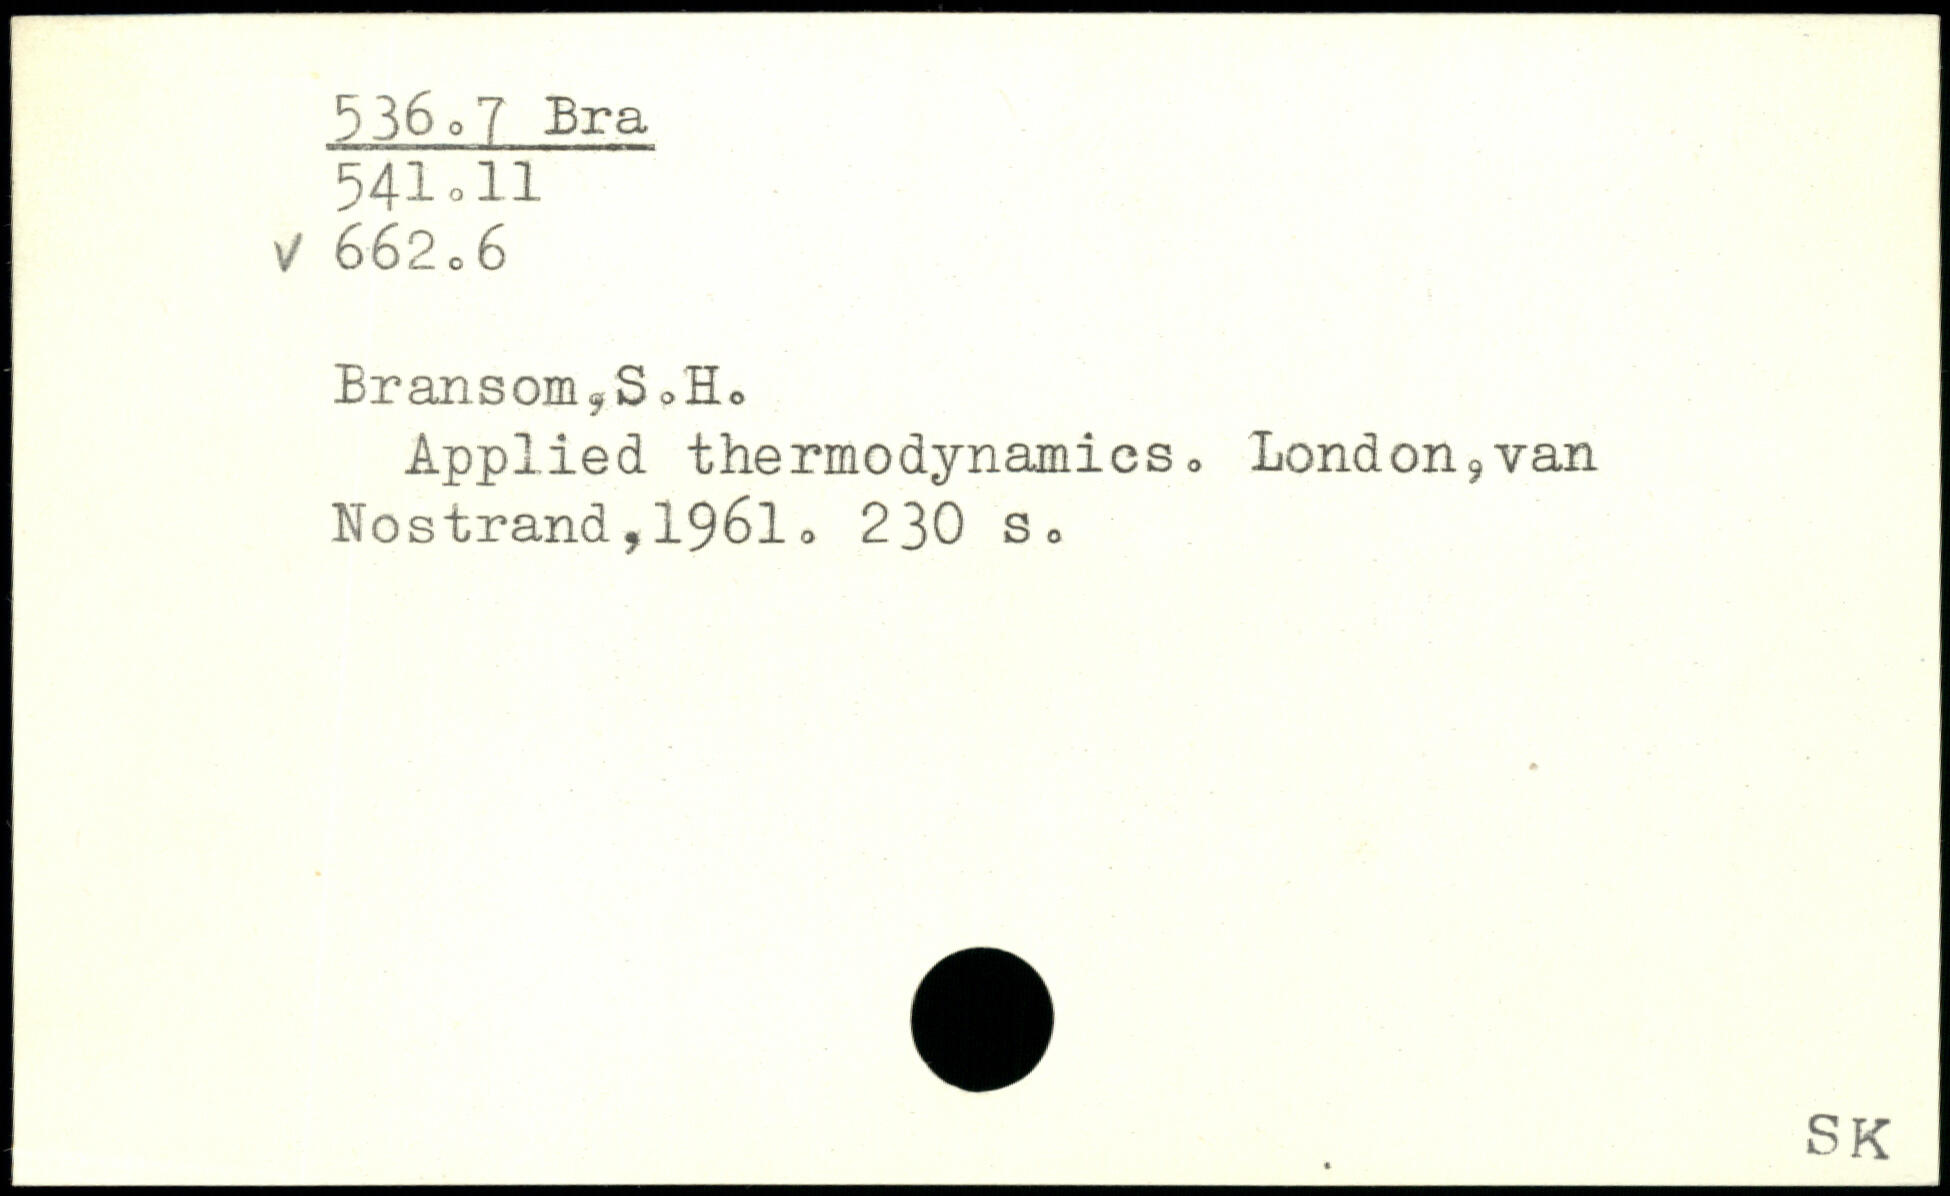 536.7 Bra
541.11
v 662.6
Bransom,S.H.
Applied thermodynamics. London,van
Nostrand,1961. 230 s.
SK